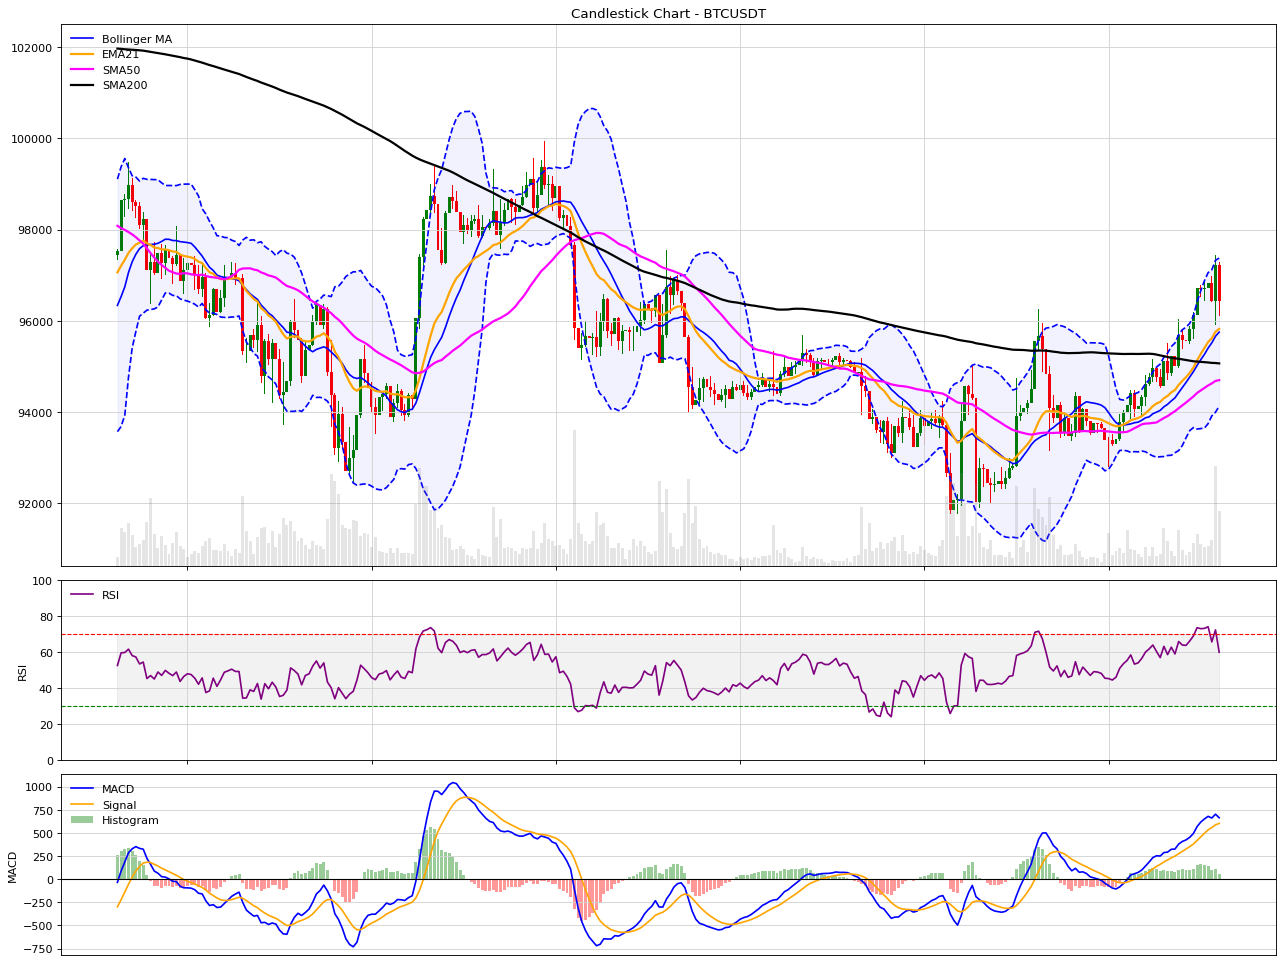 Candlestick Chart - BTCUSDT
Bollinger MA
EMA21
SMA50
SMA200
102000
100000
98000
96000
94000
92000
RSI
100
80
60
40
20
0
RSI
MACD
Signal
Histogram
1000
750
500
250
0
−250
−500
−750
MACD